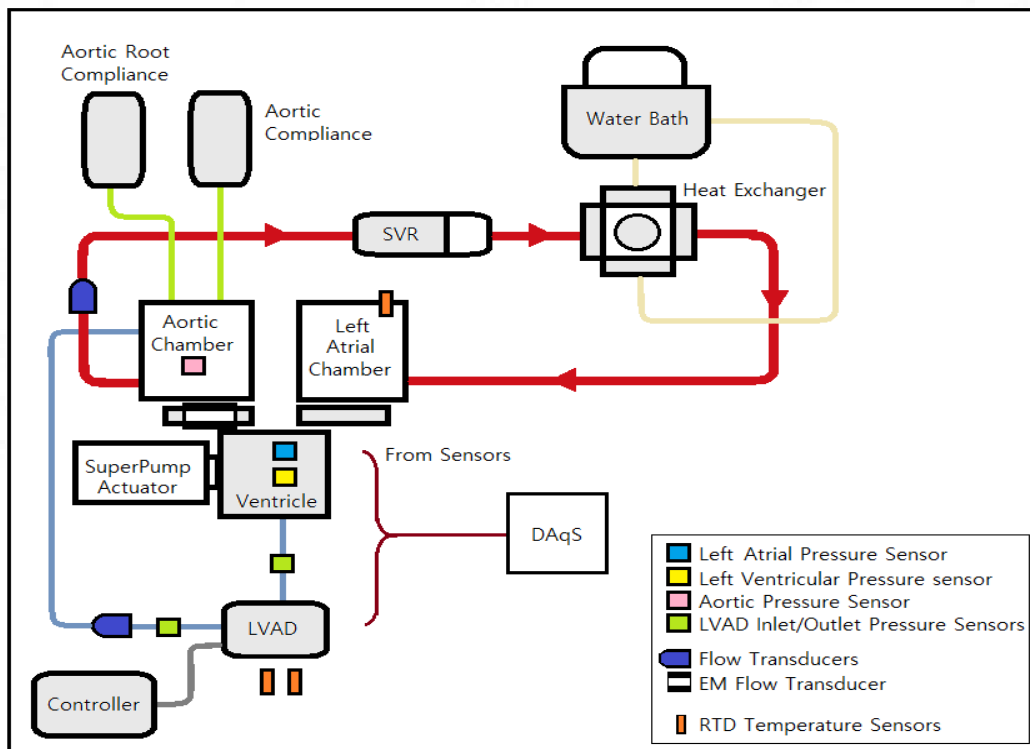 Aortic Root
Compliance
Aortic
Compliance
Water Bath
Heat Exchanger
SVR
Aortic
Chamber
Left
Atrial
Chamber
SuperPump
Actuator
Ventricle
From Sensors
DAqS
LVAD
Controller
Left Atrial Pressure Sensor
Left Ventricular Pressure sensor
Aortic Pressure Sensor
LVAD Inlet/Outlet Pressure Sensors
Flow Transducers
EM Flow Transducer
RTD Temperature Sensors